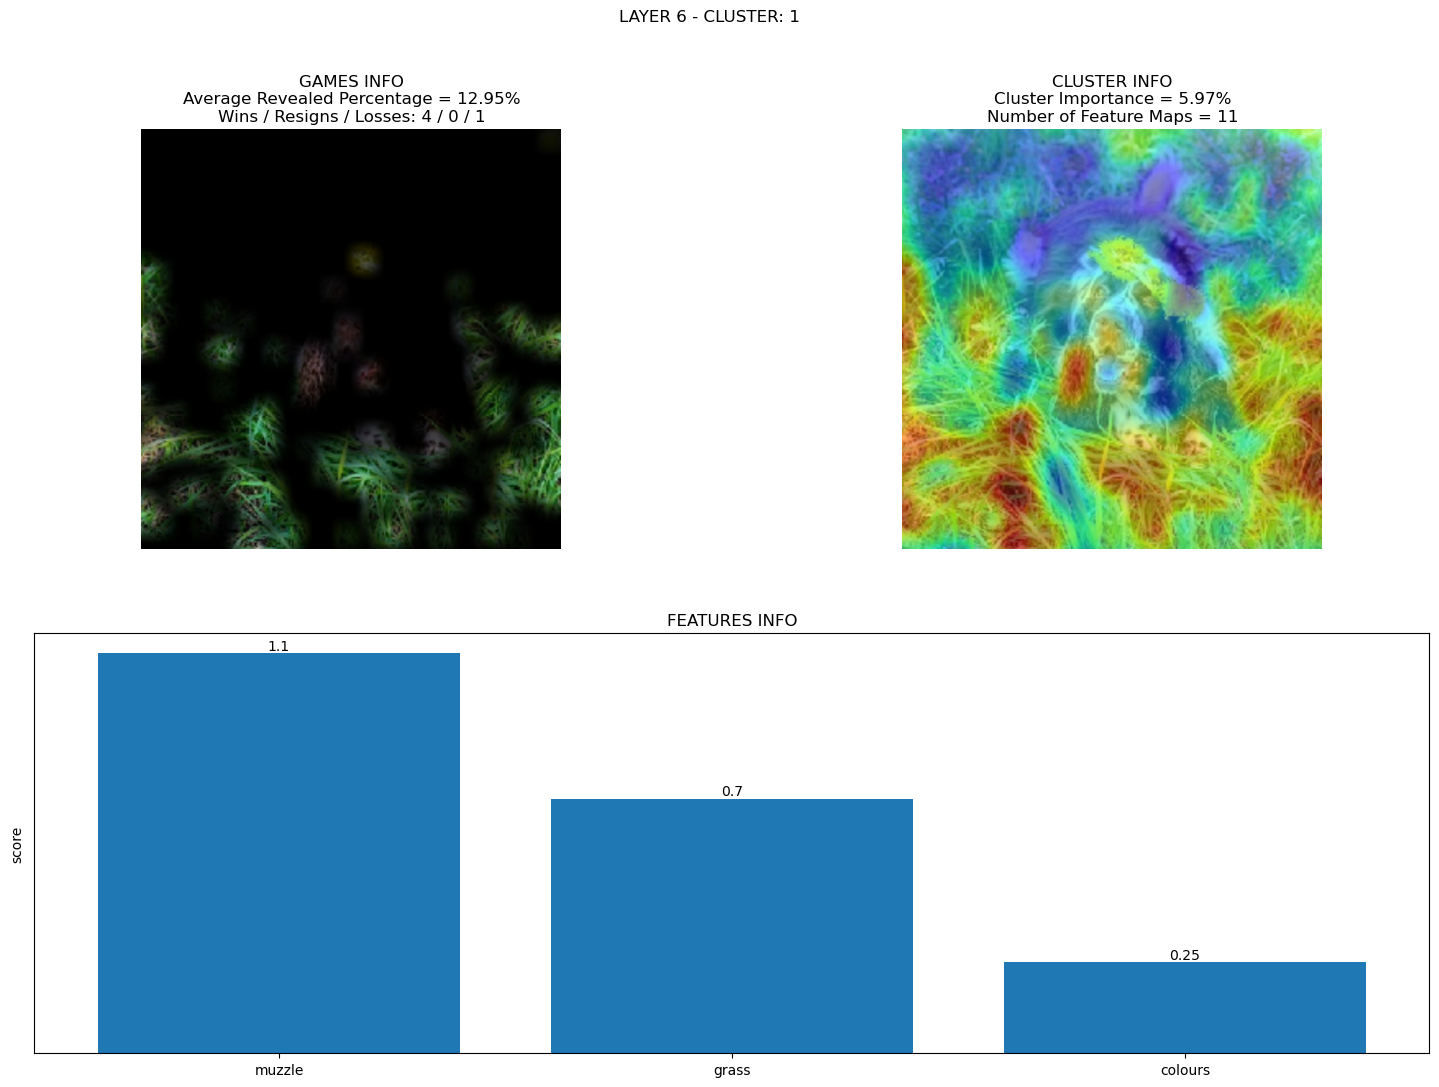 LAYER 6 - CLUSTER: 1
GAMES INFO
Average Revealed Percentage = 12.95%
Wins / Resigns / Losses: 4 / 0 / 1
CLUSTER INFO
Cluster Importance = 5.97%
Number of Feature Maps = 11
FEATURES INFO
score
1.1
0.7
0.25
muzzle
grass
colours